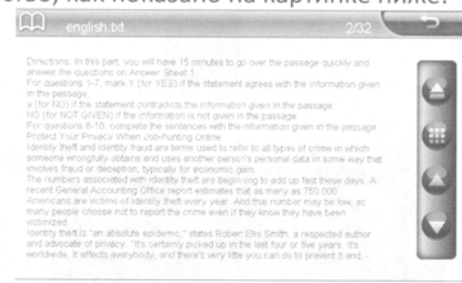 как показано на картинке ниже.
english.txt 2/32
Directions: In this part, you will have 15 minutes to go over the passage quickly and
answer the questions on Answer Sheet 1.
For questions 1-7, mark Y (for YES) if the statement agrees with the information given
in the passage;
x (for NO) if the statement contradicts the information given in the passage;
NG (for NOT GIVEN) if the information is not given in the passage.
For questions 8-10, complete the sentences with the information given in the passage.
Protect Your Privacy When Job-hunting Online
Identity theft and identity fraud are terms used to refer to all types of crime in which
someone wrongfully obtains and uses another person's personal data in some way that
involves fraud or deception, typically for economic gain.
The numbers associated with identity theft are beginning to add up fast these days. A
recent General Accounting Office report estimates that as many as 750,000
Americans are victims of identity theft every year. And that number may be low, as
many people choose not to report the crime even if they know they have been
victimized.
Identity theft is "an absolute epidemic," states Robert Ellis Smith, a respected author
and advocate of privacy. "It's certainly picked up in the last four or five years. It's
worldwide. It affects everybody, and there's very little you can do to prevent it and,